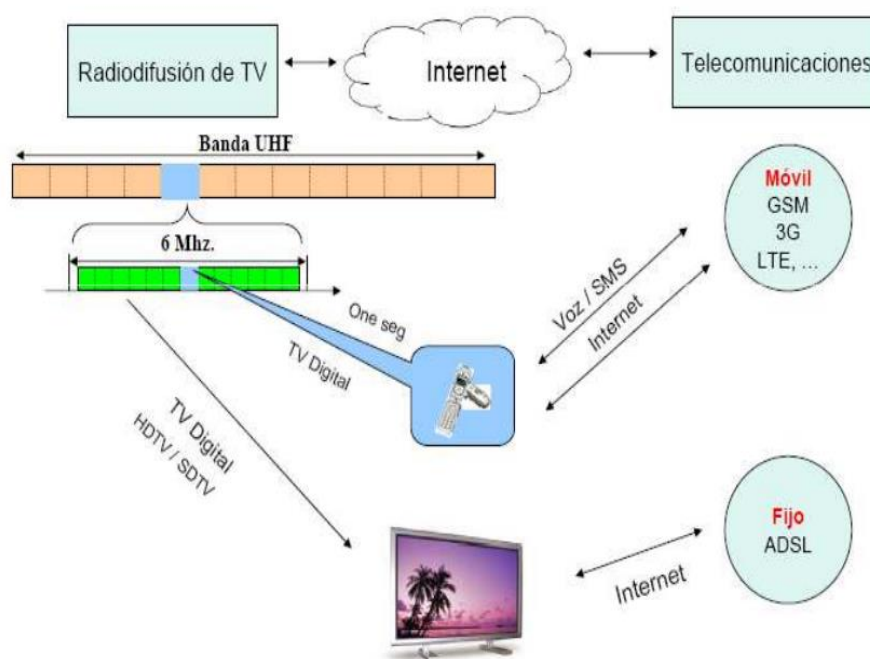 Radiodifusión de TV
Internet
Telecomunicaciones
Banda UHF
6 Mhz.
Móvil
GSM
3G
LTE, ...
One seg
TV Digital
Voz / SMS
Internet
TV Digital
HDTV / SDTV
Fijo
ADSL
Internet